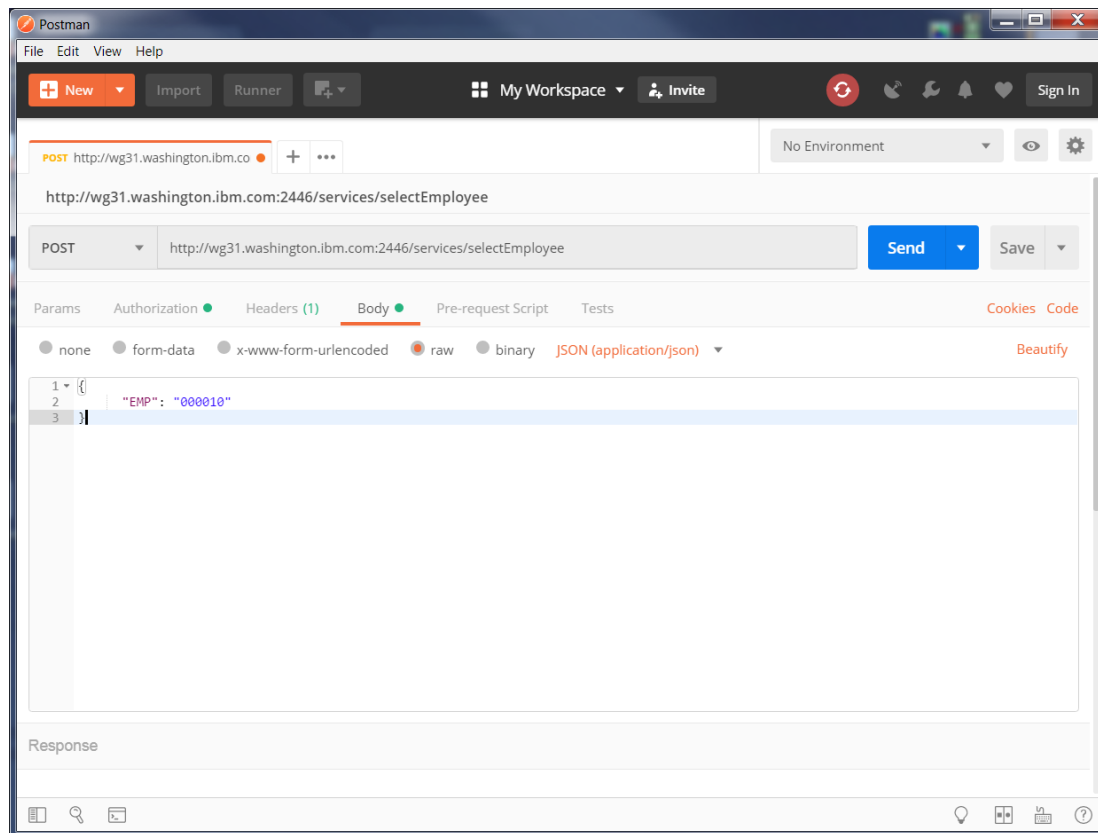 Postman
File Edit View Help
New Import Runner My Workspace Invite Sign In
POST http://wg31.washington.ibm.co No Environment
http://wg31.washington.ibm.com:2446/services/selectEmployee
POST http://wg31.washington.ibm.com:2446/services/selectEmployee Send Save
Params Authorization Headers (1) Body Pre-request Script Tests Cookies Code
none form-data x-www-form-urlencoded raw binary JSON (application/json) Beautify
1 {
2 "EMP": "000010"
3 }
Response